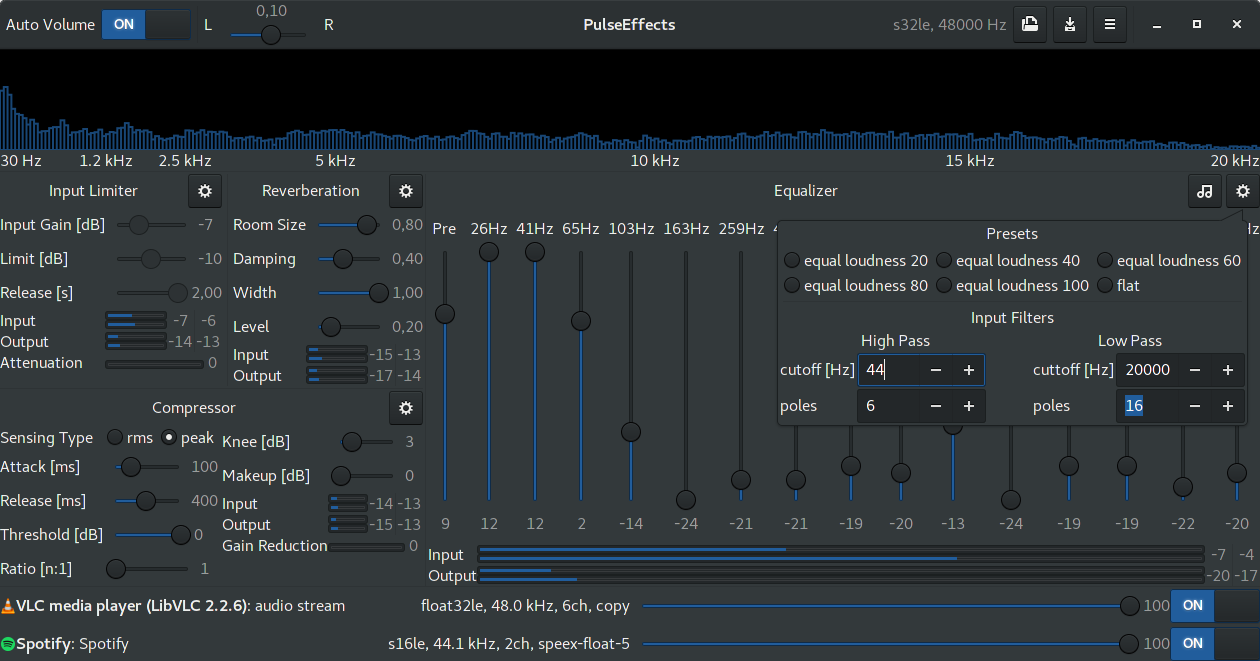 0,10
Auto Volume ON L R PulseEffects s32le, 48000 Hz
30 Hz 1.2 kHz 2.5 kHz 5 kHz 10 kHz 15 kHz 20 kHz
Input Limiter
Input Gain [dB] -7
Limit [dB] -10
Release [s] 2,00
Input -7 -6
Output -14 -13
Attenuation 0
Reverberation
Room Size 0,80
Damping 0,40
Width 1,00
Level 0,20
Input -15 -13
Output -17 -14
Compressor
Sensing Type rms peak
Attack [ms] 100
Release [ms] 400
Threshold [dB] 0
Ratio [n:1] 1
Knee [dB] 3
Makeup [dB] 0
Input -14 -13
Output -15 -13
Gain Reduction 0
Equalizer
Pre 26Hz 41Hz 65Hz 103Hz 163Hz 259Hz
Presets
equal loudness 20 equal loudness 40 equal loudness 60
equal loudness 80 equal loudness 100 flat
Input Filters
High Pass Low Pass
cutoff [Hz] 44 − + cuttoff [Hz] 20000 − +
poles 6 − + poles 16 − +
9 12 12 2 -14 -24 -21 -21 -19 -20 -13 -24 -19 -19 -22 -20
Input -7 -4
Output -20 -17
VLC media player (LibVLC 2.2.6): audio stream float32le, 48.0 kHz, 6ch, copy 100 ON
Spotify: Spotify s16le, 44.1 kHz, 2ch, speex-float-5 100 ON